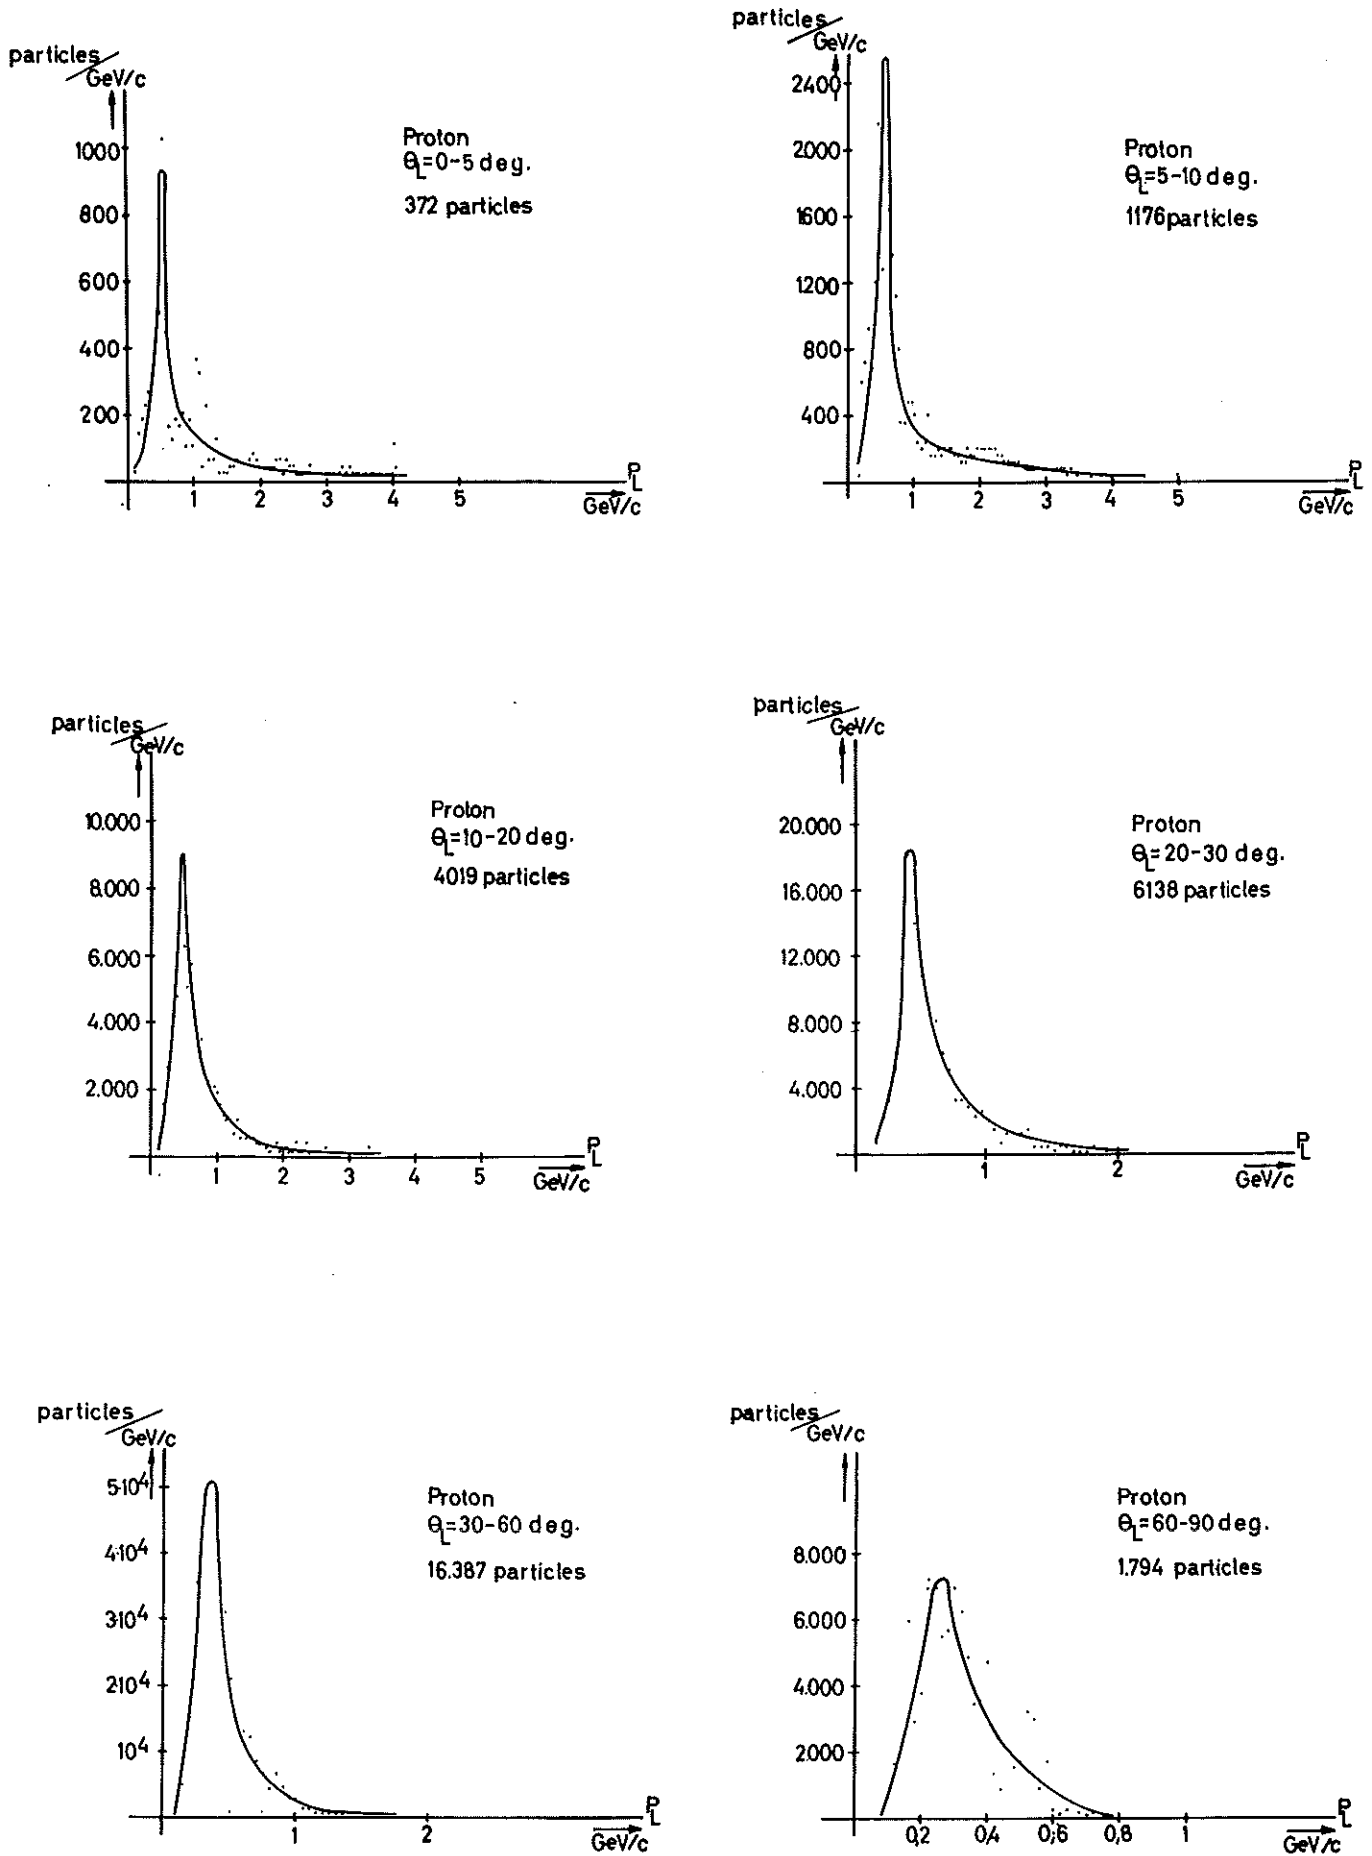 particles/
GeV/c
1000
800
600
400
200
Proton
θL=0-5 deg.
372 particles
1 2 3 4 5
PL
GeV/c
particles/
GeV/c
2400
2000
1600
1200
800
400
Proton
θL=5-10 deg.
1176particles
1 2 3 4 5
PL
GeV/c
particles/
GeV/c
10.000
8.000
6.000
4.000
2.000
Proton
θL=10-20 deg.
4019 particles
1 2 3 4 5
PL
GeV/c
particles/
GeV/c
20.000
16.000
12.000
8.000
4.000
Proton
θL=20-30 deg.
6138 particles
1 2
PL
GeV/c
particles/
GeV/c
5·10⁴
4·10⁴
3·10⁴
2·10⁴
10⁴
Proton
θL=30-60 deg.
16.387 particles
1 2
PL
GeV/c
particles/
GeV/c
8.000
6.000
4.000
2.000
Proton
θL=60-90 deg.
1.794 particles
0,2 0,4 0,6 0,8 1
PL
GeV/c